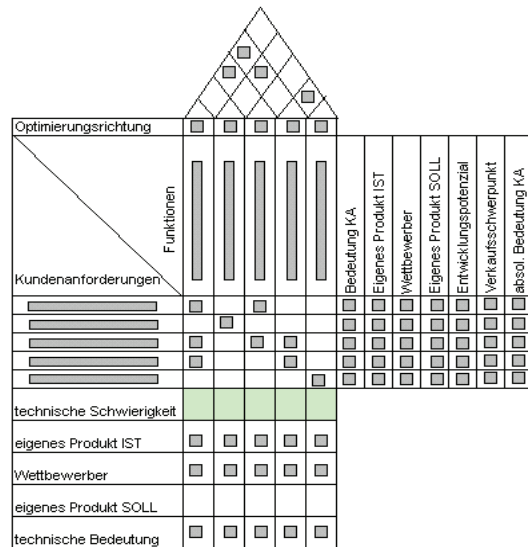 Optimierungsrichtung
Funktionen
Kundenanforderungen
Bedeutung KA
Eigenes Produkt IST
Wettbewerber
Eigenes Produkt SOLL
Entwicklungspotenzial
Verkaufsschwerpunkt
absol. Bedeutung KA
technische Schwierigkeit
eigenes Produkt IST
Wettbewerber
eigenes Produkt SOLL
technische Bedeutung